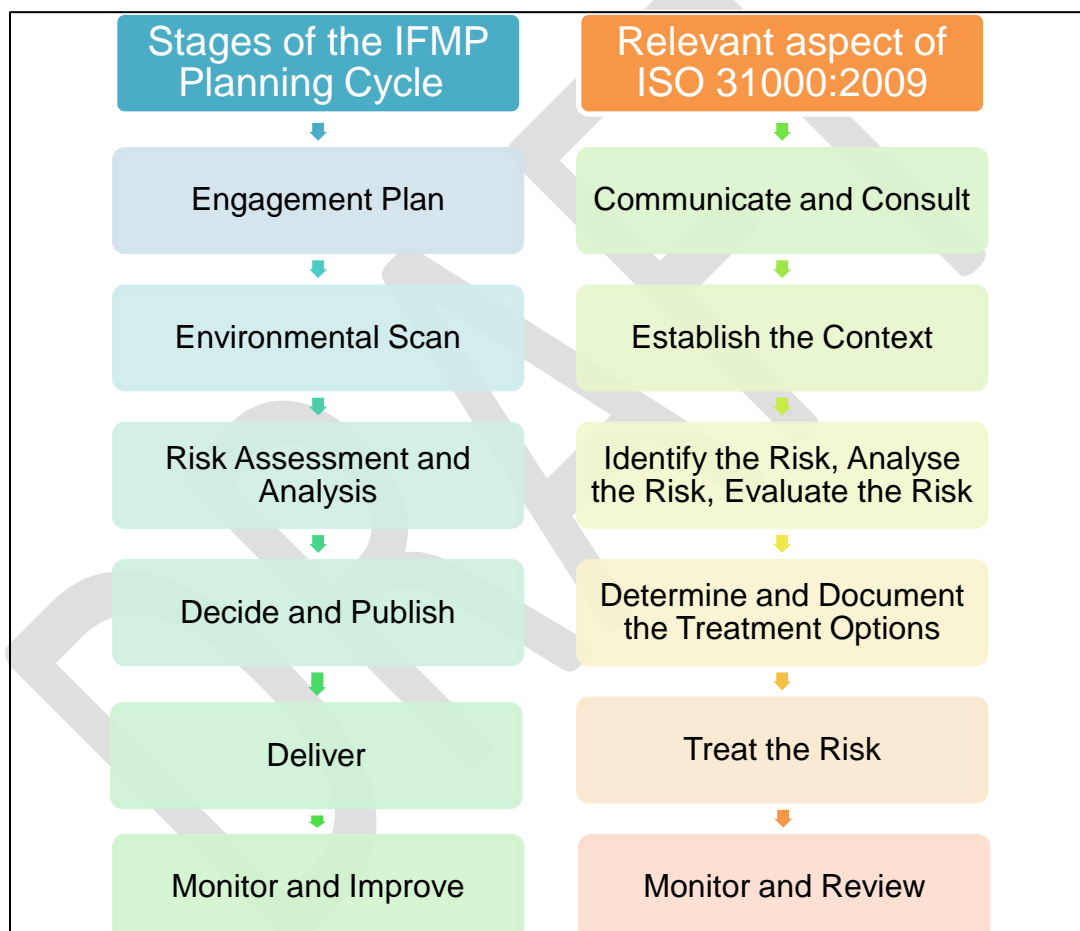 Stages of the IFMP
Planning Cycle
Relevant aspect of
ISO 31000:2009
Engagement Plan
Communicate and Consult
Environmental Scan
Establish the Context
Risk Assessment and
Analysis
Identify the Risk, Analyse
the Risk, Evaluate the Risk
Decide and Publish
Determine and Document
the Treatment Options
Deliver
Treat the Risk
Monitor and Improve
Monitor and Review
DRAFT